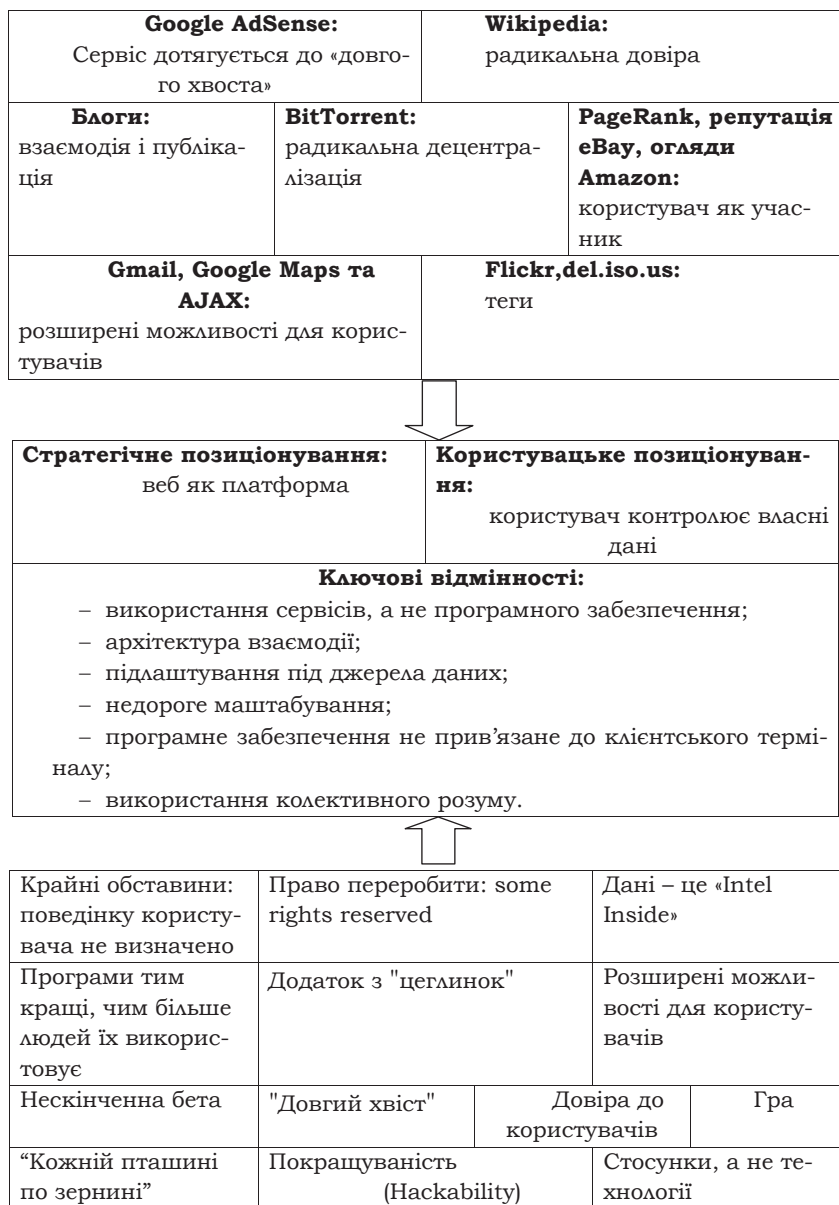 Google AdSense:
Сервіс дотягується до «довго-
го хвоста»
Wikipedia:
радикальна довіра
Блоги:
взаємодія і публіка-
ція
BitTorrent:
радикальна децентра-
лізація
PageRank, репутація
eBay, огляди
Amazon:
користувач як учас-
ник
Gmail, Google Maps та
AJAX:
розширені можливості для корис-
тувачів
Flickr,del.iso.us:
теги
Стратегічне позиціонування:
веб як платформа
Користувацьке позиціонуван-
ня:
користувач контролює власні
дані
Ключові відмінності:
– використання сервісів, а не програмного забезпечення;
– архітектура взаємодії;
– підлаштування під джерела даних;
– недороге маштабування;
– програмне забезпечення не прив’язане до клієнтського термі-
налу;
– використання колективного розуму.
Крайні обставини:
поведінку користу-
вача не визначено
Право переробити: some
rights reserved
Дані – це «Intel
Inside»
Програми тим
кращі, чим більше
людей їх викорис-
товує
Додаток з "цеглинок"
Розширені можли-
вості для користу-
вачів
Нескінченна бета
"Довгий хвіст"
Довіра до
користувачів
Гра
“Кожній пташині
по зернині”
Покращуваність
(Hackability)
Стосунки, а не те-
хнології